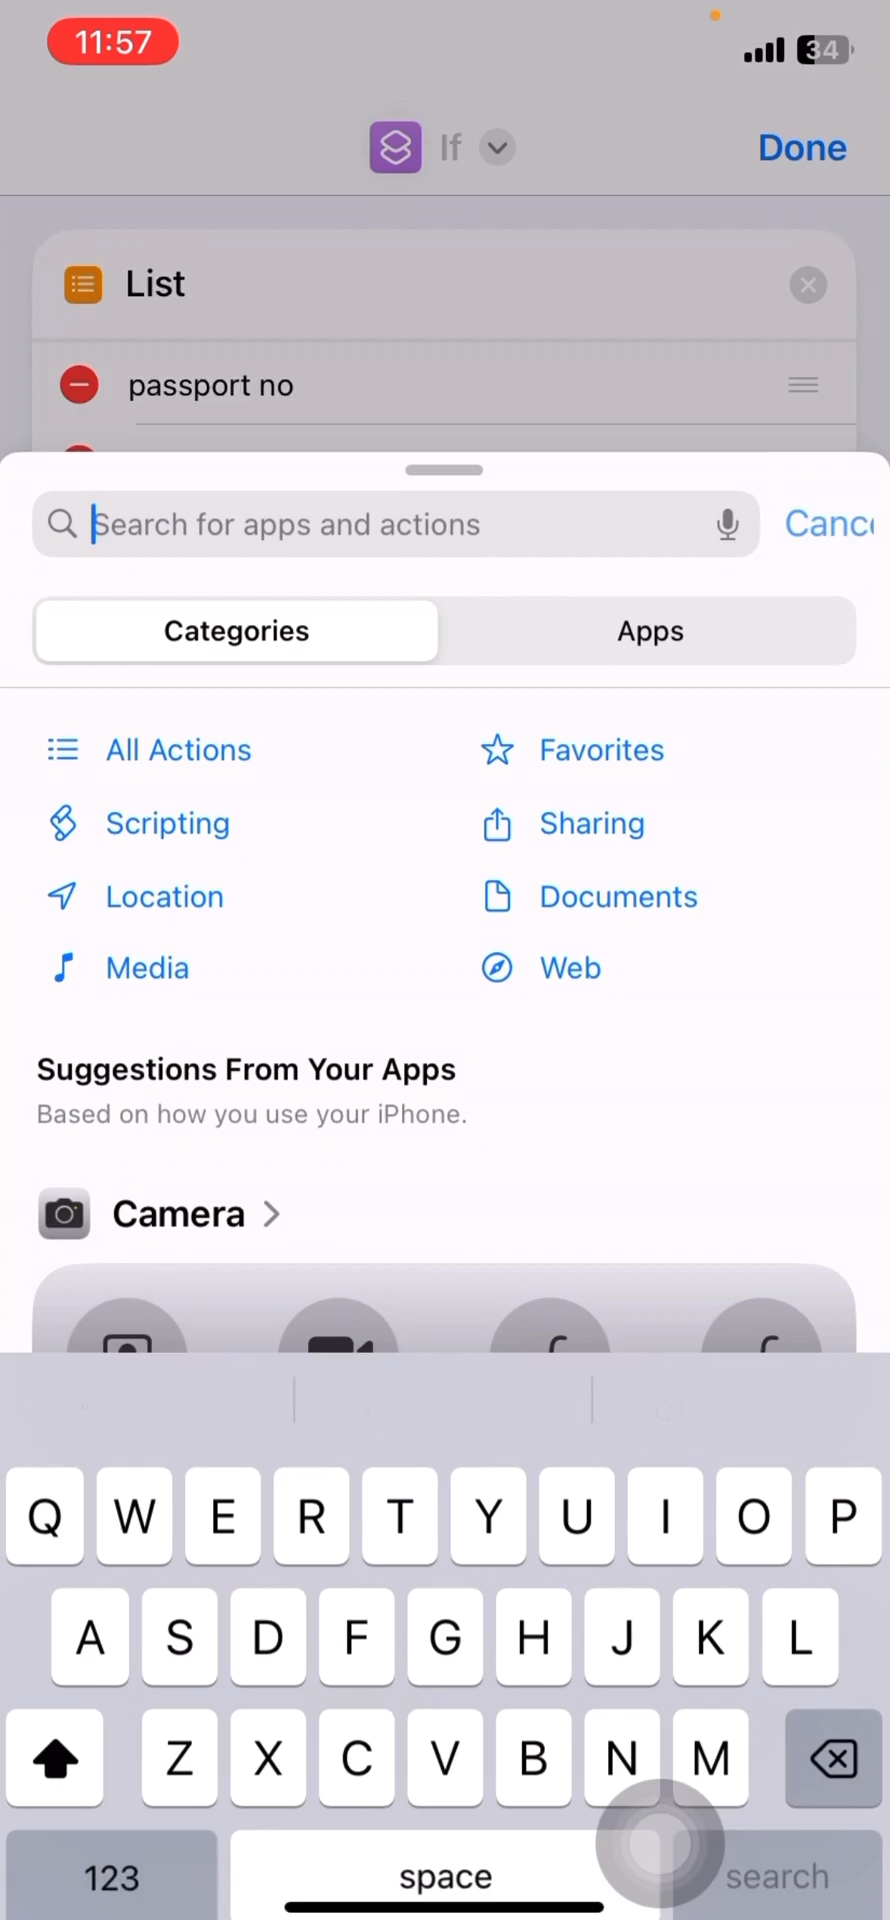 11:57
34
If
Done
List
passport no
Search for apps and actions
Canc
Categories
Apps
All Actions
Favorites
Scripting
Sharing
Location
Documents
Media
Web
Suggestions From Your Apps
Based on how you use your iPhone.
Camera
Q W E R T Y U I O P
A S D F G H J K L
Z X C V B N M
123
space
search